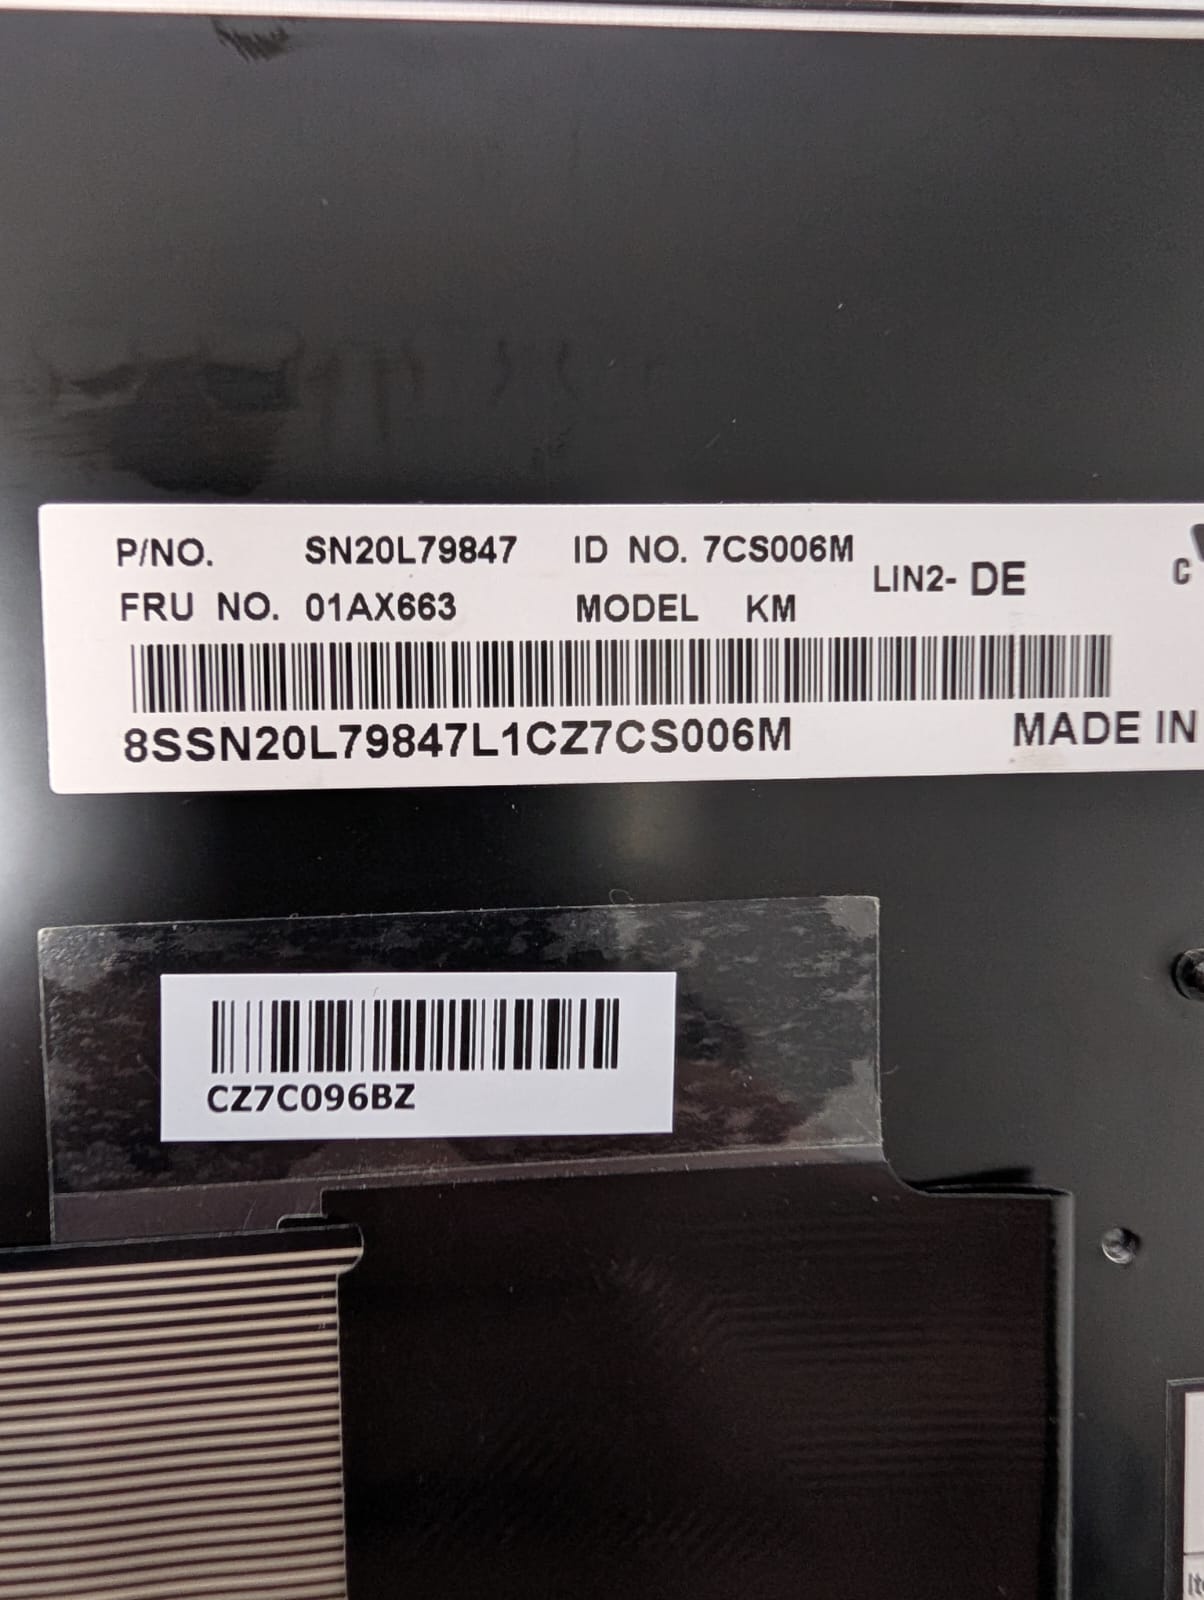 P/NO. SN20L79847 ID NO. 7CS006M
LIN2- DE
FRU NO. 01AX663 MODEL KM
8SSN20L79847L1CZ7CS006M MADE IN
CZ7C096BZ